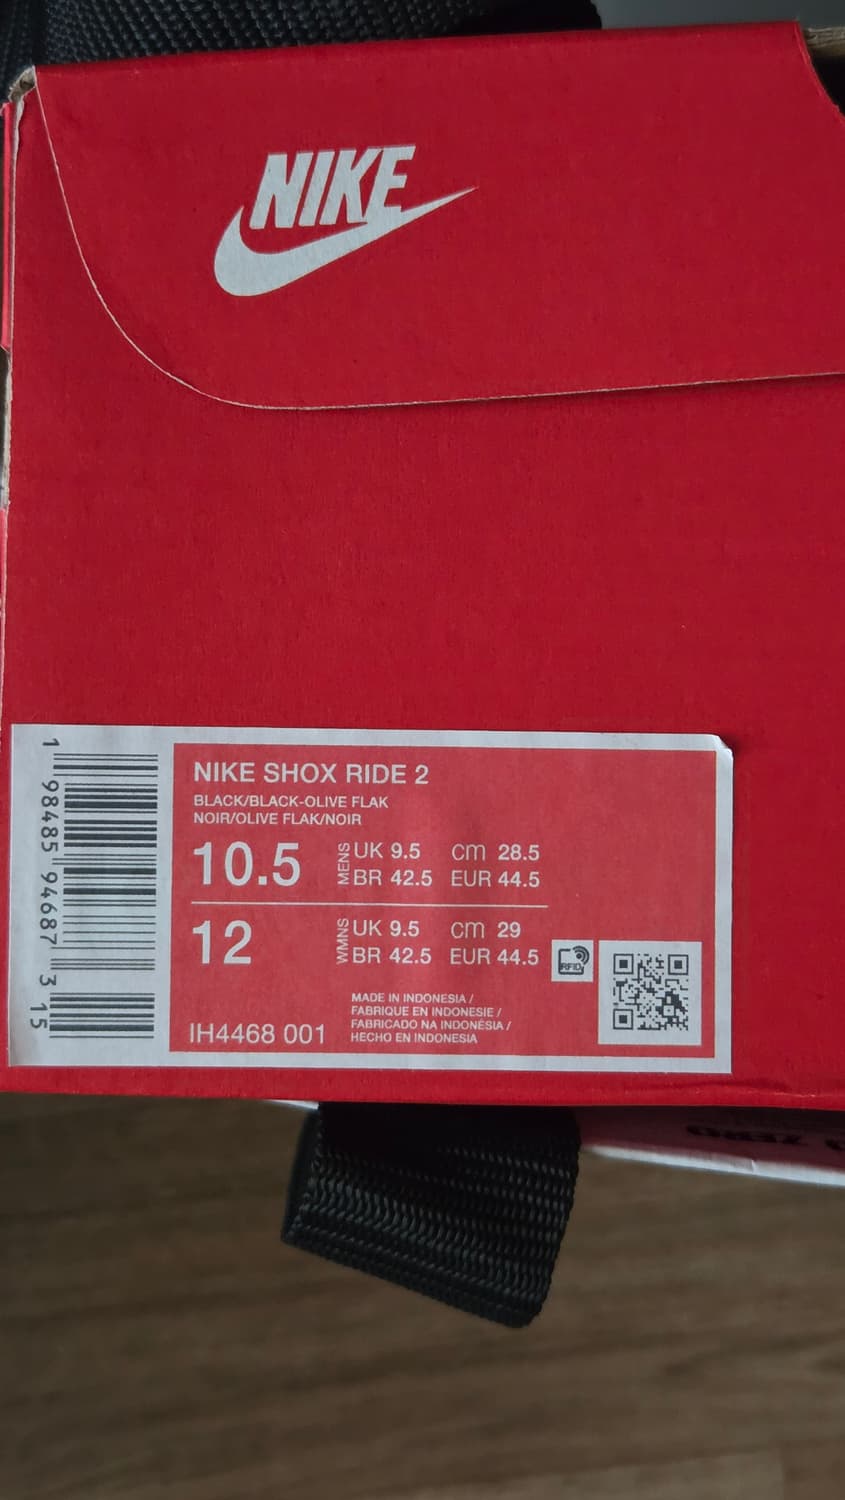 NIKE
1 98485 94687 3 15
NIKE SHOX RIDE 2
BLACK/BLACK-OLIVE FLAK
NOIR/OLIVE FLAK/NOIR
10.5 MENS UK 9.5 cm 28.5
BR 42.5 EUR 44.5
12 WMNS UK 9.5 cm 29
BR 42.5 EUR 44.5
RFID
IH4468 001
MADE IN INDONESIA /
FABRIQUE EN INDONESIE /
FABRICADO NA INDONÉSIA /
HECHO EN INDONESIA
ZERO